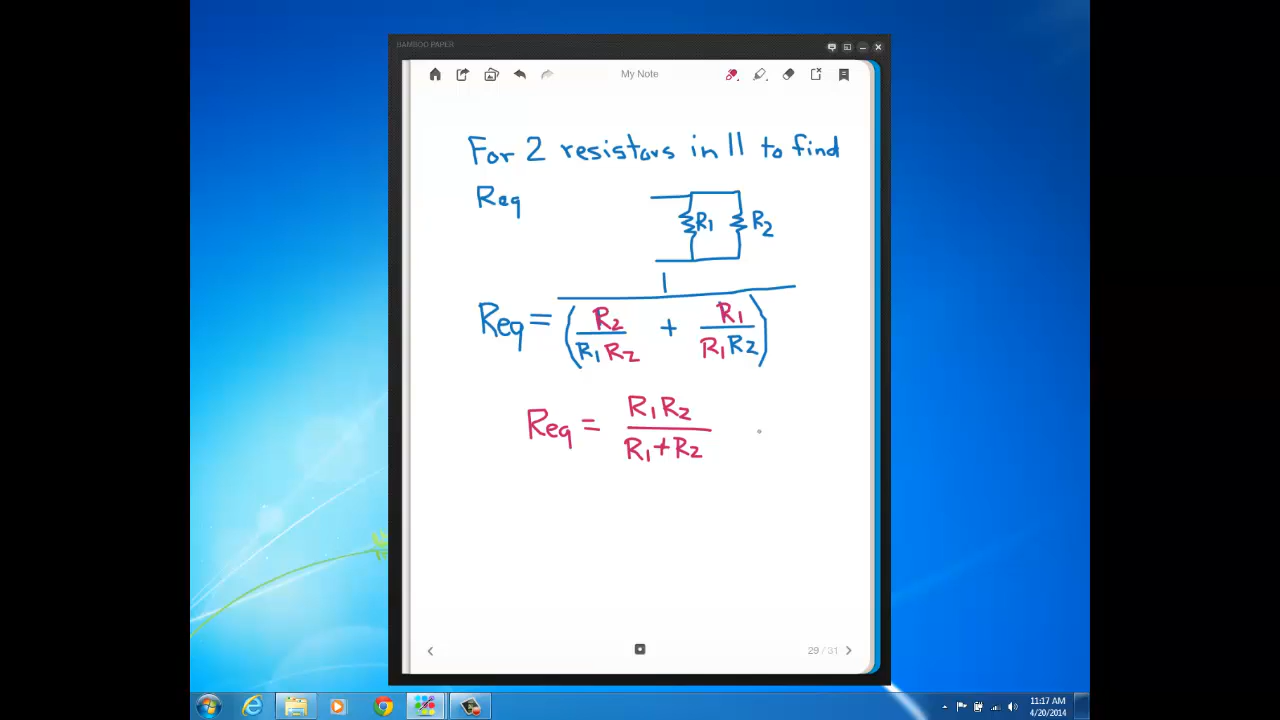 BAMBOO PAPER
My Note
For 2 resistors in 11 to find
Req
R1 R2
1
Req = (R2/R1R2 + R1/R1R2)
Req = R1R2/R1+R2
29 / 31
11:17 AM
4/20/2014